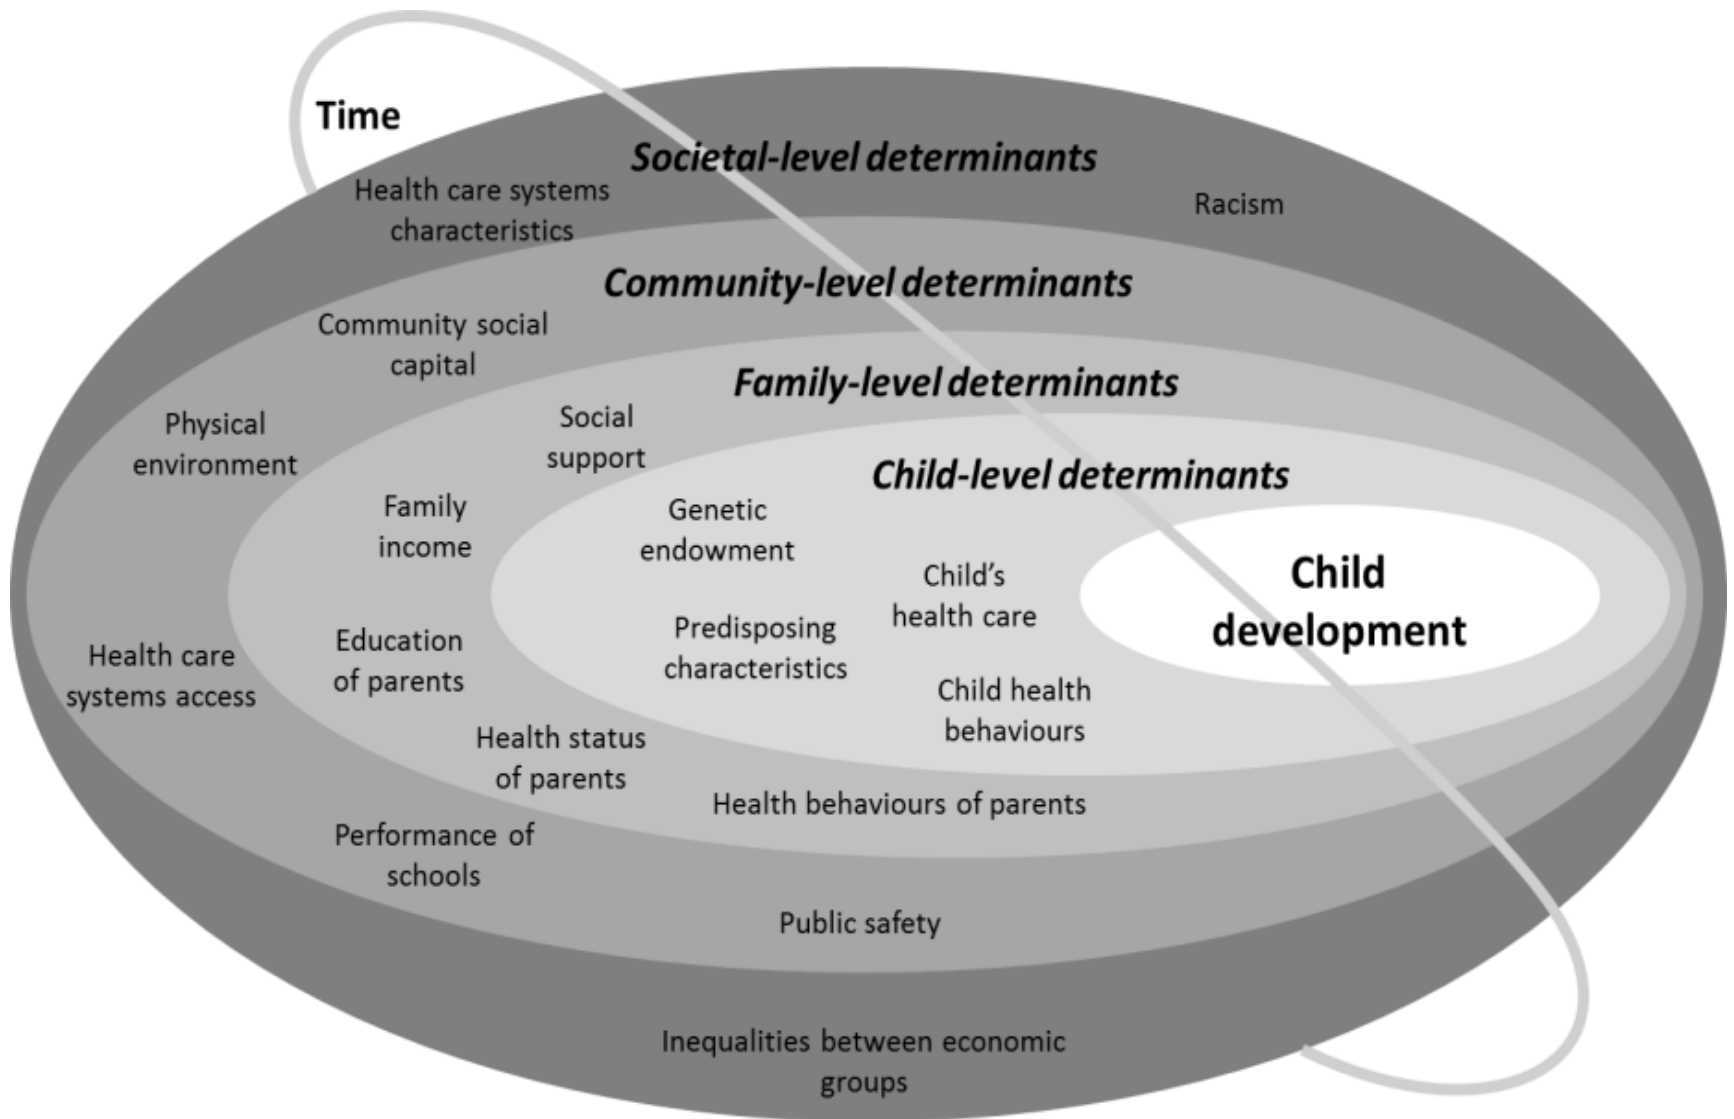 Time
Societal-level determinants
Health care systems
characteristics
Racism
Community-level determinants
Community social
capital
Family-level determinants
Physical
environment
Social
support
Child-level determinants
Family
income
Genetic
endowment
Child’s
health care
Child
development
Education
of parents
Predisposing
characteristics
Health care
systems access
Child health
behaviours
Health status
of parents
Health behaviours of parents
Performance of
schools
Public safety
Inequalities between economic
groups